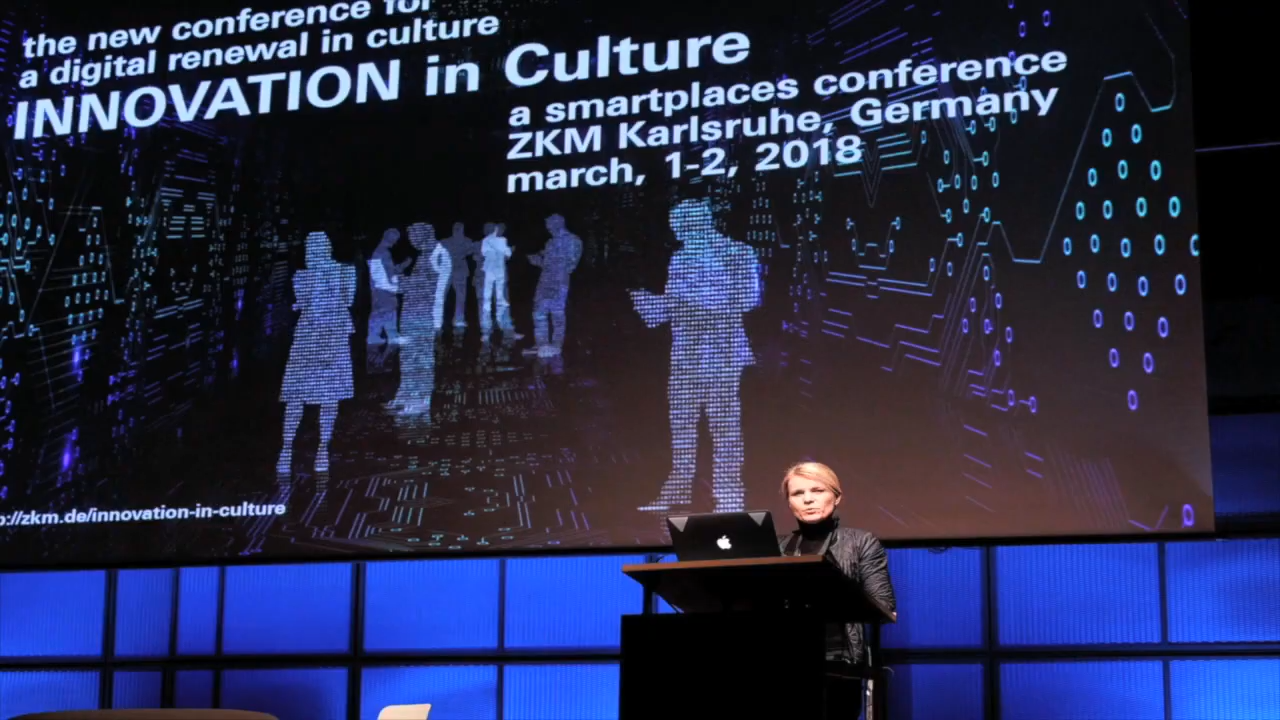 the new conference for
a digital renewal in culture
INNOVATION in Culture
a smartplaces conference
ZKM Karlsruhe, Germany
march, 1-2, 2018
p://zkm.de/innovation-in-culture